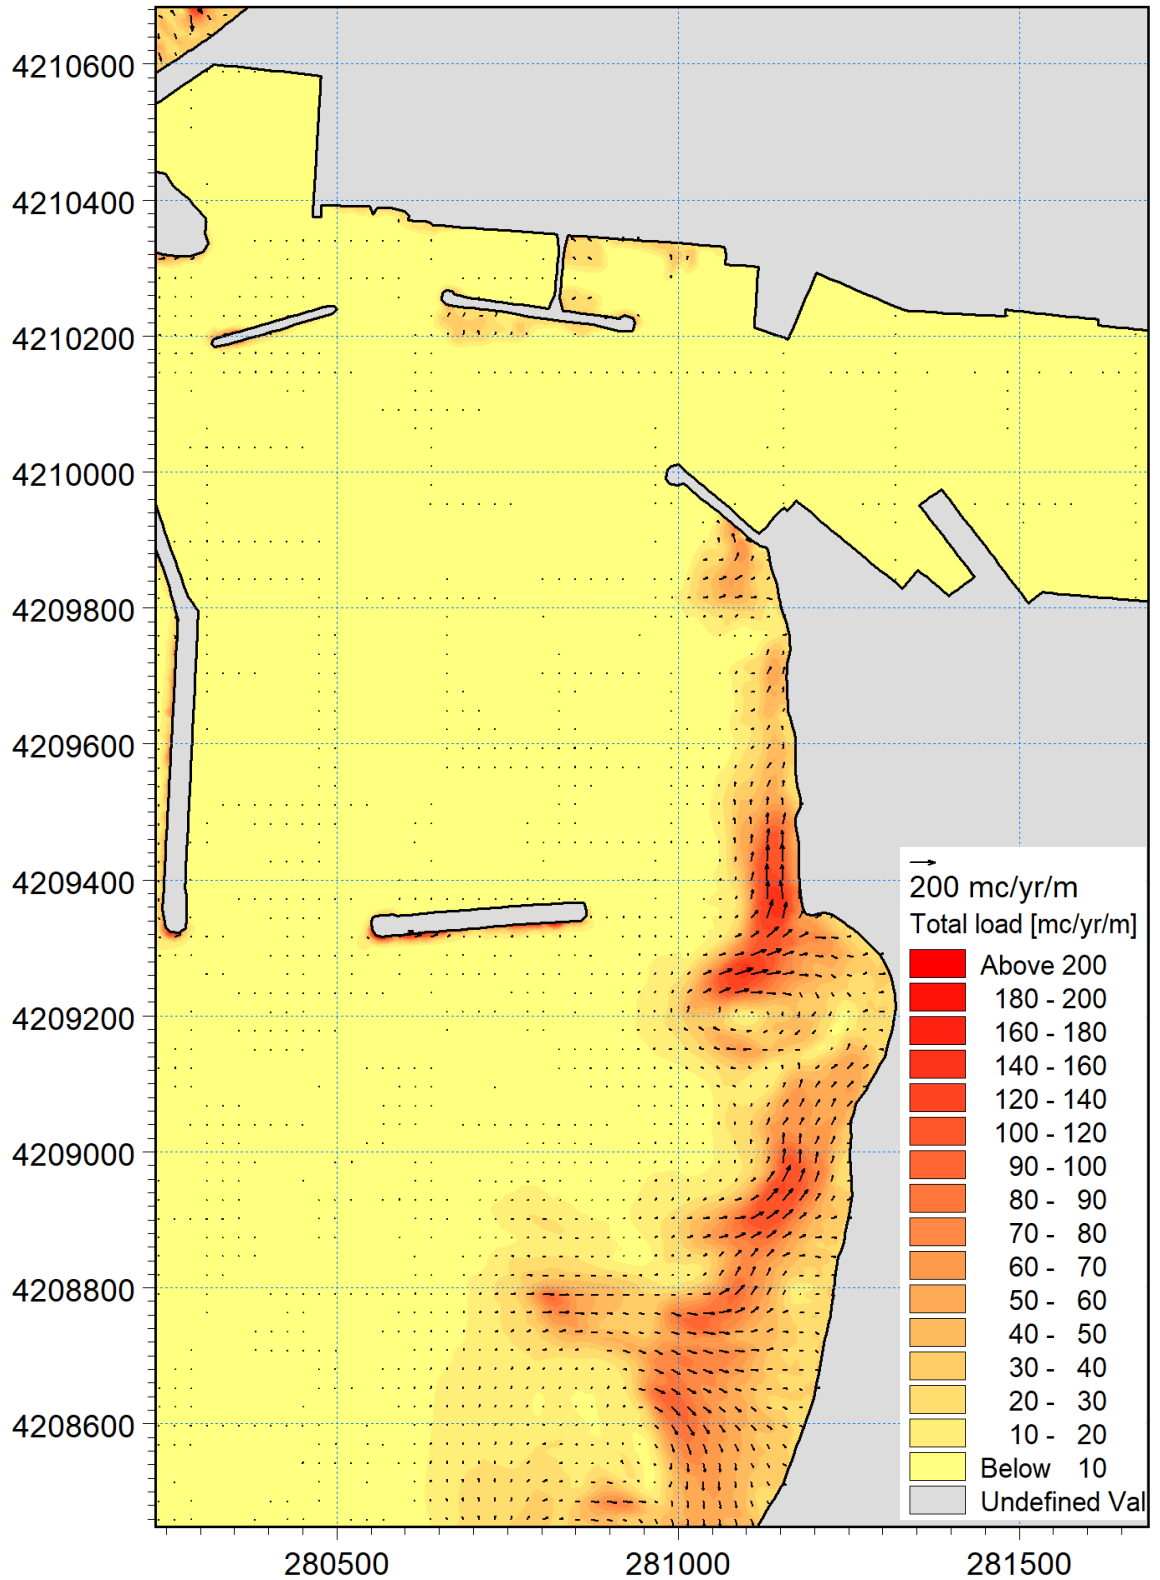 4210600
4210400
4210200
4210000
4209800
4209600
4209400
4209200
4209000
4208800
4208600
280500
281000
281500
200 mc/yr/m
Total load [mc/yr/m]
Above 200
180 - 200
160 - 180
140 - 160
120 - 140
100 - 120
90 - 100
80 - 90
70 - 80
60 - 70
50 - 60
40 - 50
30 - 40
20 - 30
10 - 20
Below 10
Undefined Val